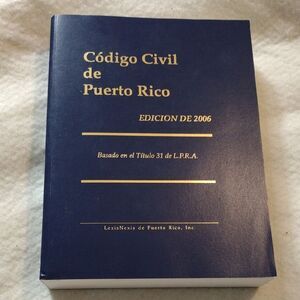 Código Civil
de
Puerto Rico
EDICION DE 2006
Basado en el Título 31 de L.P.R.A.
LexisNexis de Puerto Rico, Inc.